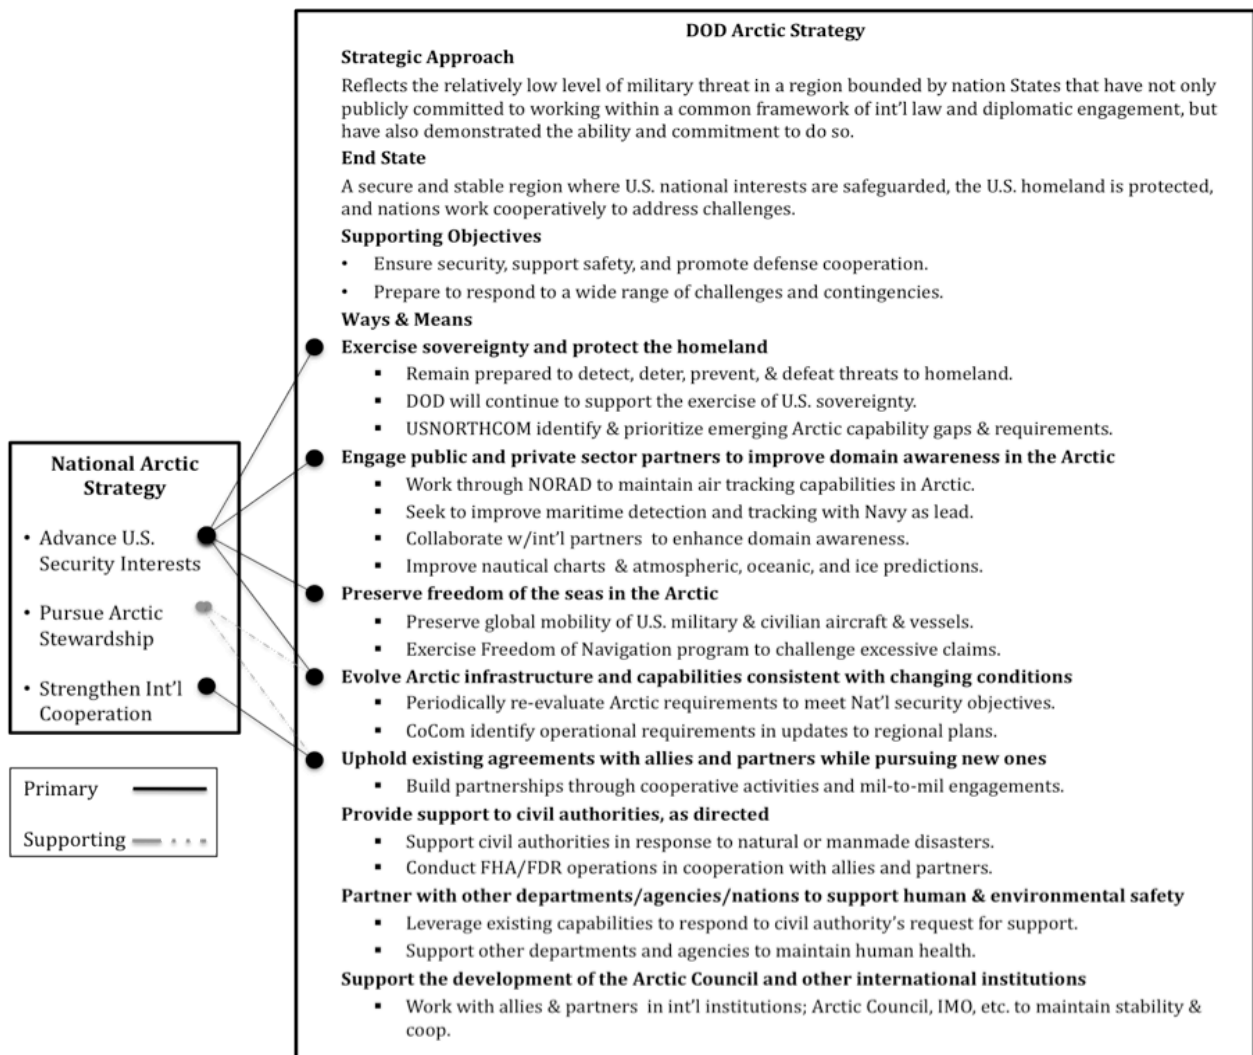 DOD Arctic Strategy
Strategic Approach
Reflects the relatively low level of military threat in a region bounded by nation States that have not only
publicly committed to working within a common framework of int'l law and diplomatic engagement, but
have also demonstrated the ability and commitment to do so.
End State
A secure and stable region where U.S. national interests are safeguarded, the U.S. homeland is protected,
and nations work cooperatively to address challenges.
Supporting Objectives
• Ensure security, support safety, and promote defense cooperation.
• Prepare to respond to a wide range of challenges and contingencies.
Ways & Means
Exercise sovereignty and protect the homeland
▪ Remain prepared to detect, deter, prevent, & defeat threats to homeland.
▪ DOD will continue to support the exercise of U.S. sovereignty.
▪ USNORTHCOM identify & prioritize emerging Arctic capability gaps & requirements.
Engage public and private sector partners to improve domain awareness in the Arctic
▪ Work through NORAD to maintain air tracking capabilities in Arctic.
▪ Seek to improve maritime detection and tracking with Navy as lead.
▪ Collaborate w/int'l partners to enhance domain awareness.
▪ Improve nautical charts & atmospheric, oceanic, and ice predictions.
Preserve freedom of the seas in the Arctic
▪ Preserve global mobility of U.S. military & civilian aircraft & vessels.
▪ Exercise Freedom of Navigation program to challenge excessive claims.
Evolve Arctic infrastructure and capabilities consistent with changing conditions
▪ Periodically re-evaluate Arctic requirements to meet Nat'l security objectives.
▪ CoCom identify operational requirements in updates to regional plans.
Uphold existing agreements with allies and partners while pursuing new ones
▪ Build partnerships through cooperative activities and mil-to-mil engagements.
Provide support to civil authorities, as directed
▪ Support civil authorities in response to natural or manmade disasters.
▪ Conduct FHA/FDR operations in cooperation with allies and partners.
Partner with other departments/agencies/nations to support human & environmental safety
▪ Leverage existing capabilities to respond to civil authority's request for support.
▪ Support other departments and agencies to maintain human health.
Support the development of the Arctic Council and other international institutions
▪ Work with allies & partners in int'l institutions; Arctic Council, IMO, etc. to maintain stability &
coop.
National Arctic
Strategy
• Advance U.S.
Security Interests
• Pursue Arctic
Stewardship
• Strengthen Int'l
Cooperation
Primary
Supporting